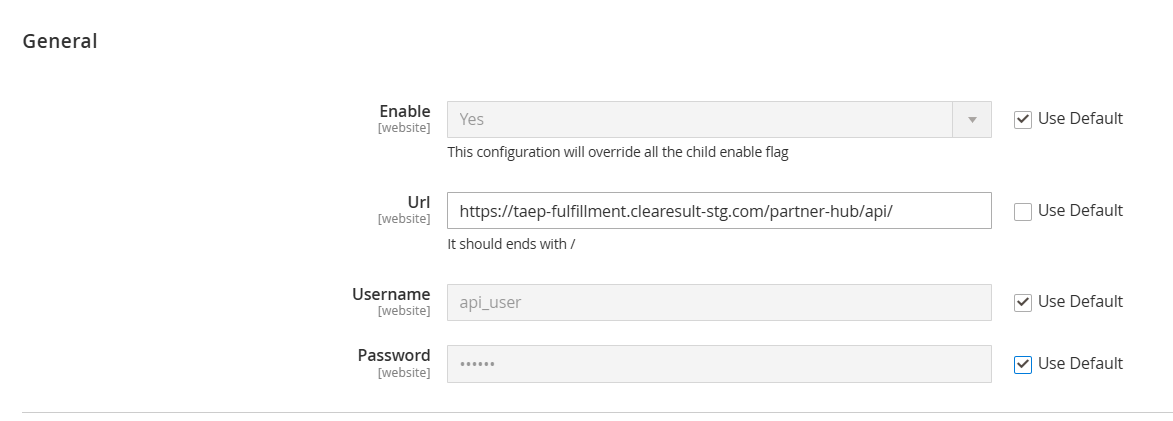 General
Enable
[website]
Yes
Use Default
This configuration will override all the child enable flag
Url
[website]
https://taep-fulfillment.clearesult-stg.com/partner-hub/api/
Use Default
It should ends with /
Username
[website]
api_user
Use Default
Password
[website]
••••••
Use Default